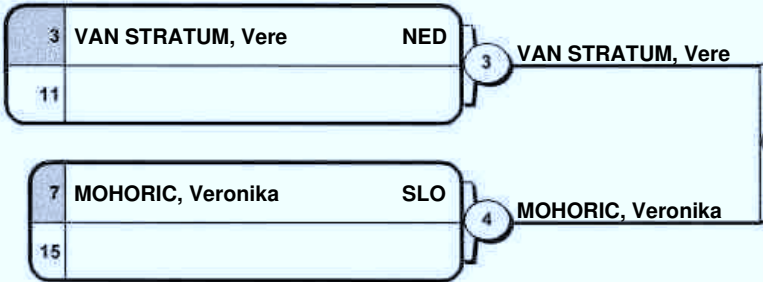 3 VAN STRATUM, Vere NED
3 VAN STRATUM, Vere
11
7 MOHORIC, Veronika SLO
4 MOHORIC, Veronika
15